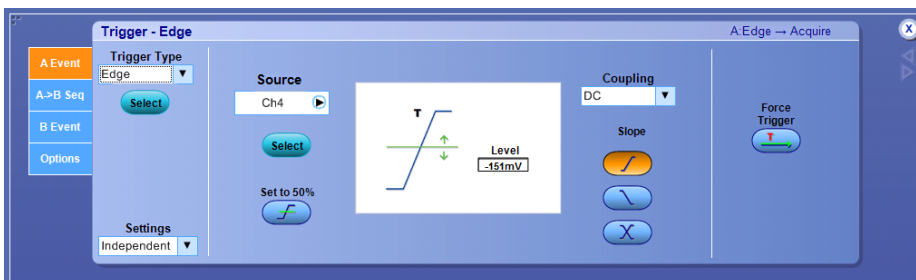 Trigger - Edge
A:Edge → Acquire
X
A Event
A->B Seq
B Event
Options
Trigger Type
Edge
Select
Settings
Independent
Source
Ch4
Select
Set to 50%
T
Level
-151mV
Coupling
DC
Slope
Force
Trigger
T